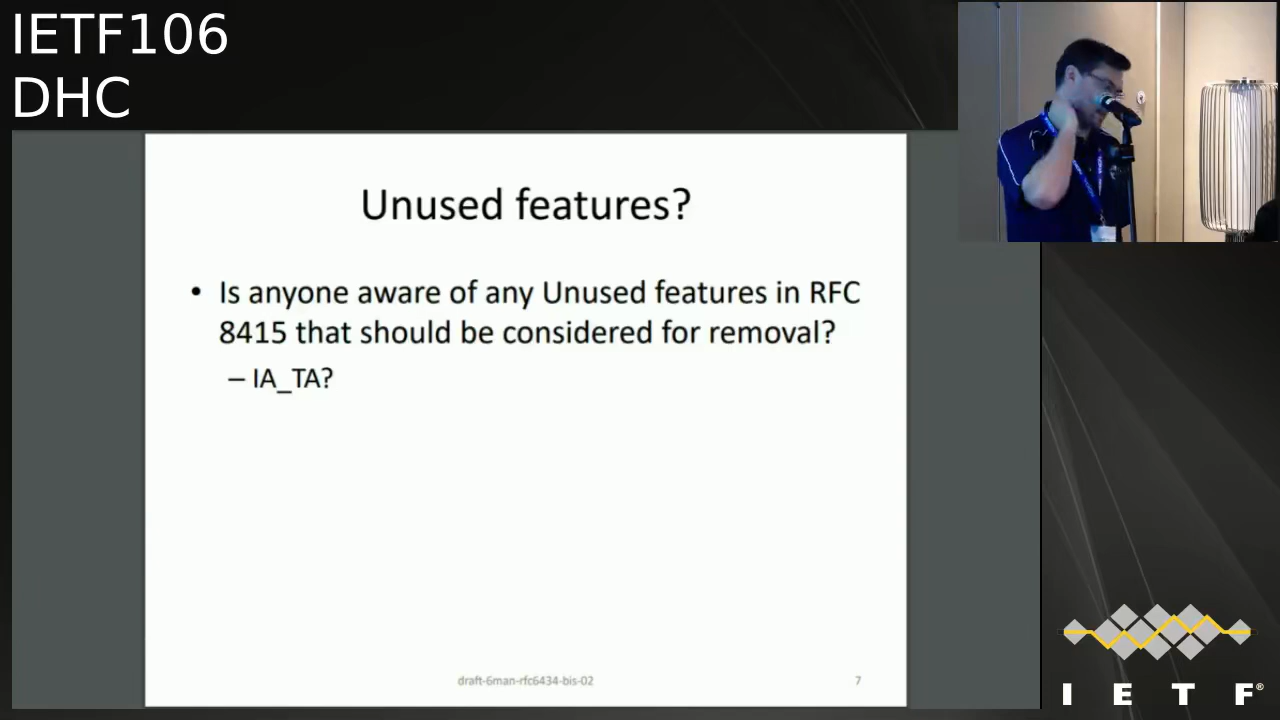 IETF106
DHC
Unused features?
• Is anyone aware of any Unused features in RFC
8415 that should be considered for removal?
– IA_TA?
draft-6man-rfc6434-bis-02
7
I E T F®